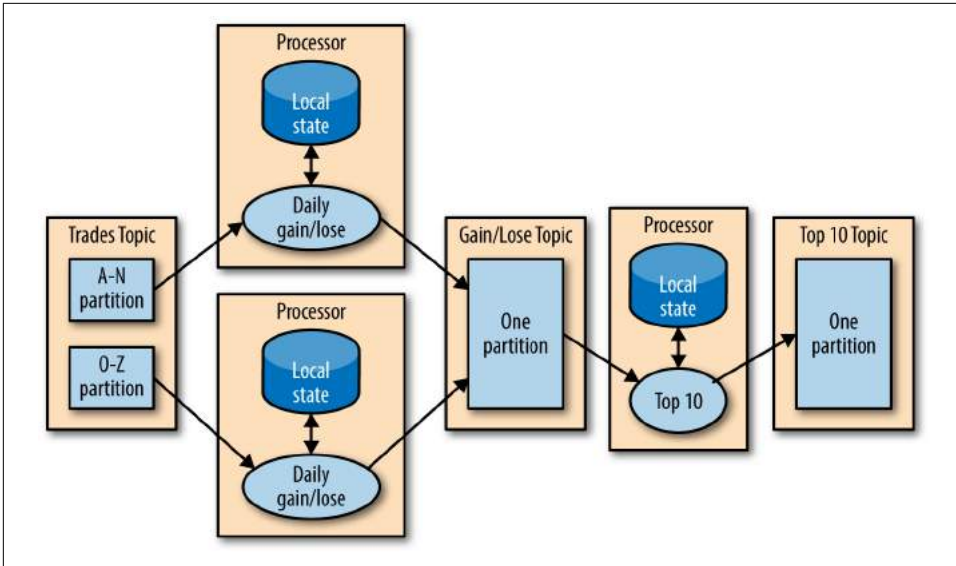 Processor
Local
state
Daily
gain/lose
Trades Topic
A-N
partition
O-Z
partition
Processor
Local
state
Daily
gain/lose
Gain/Lose Topic
One
partition
Processor
Local
state
Top 10
Top 10 Topic
One
partition